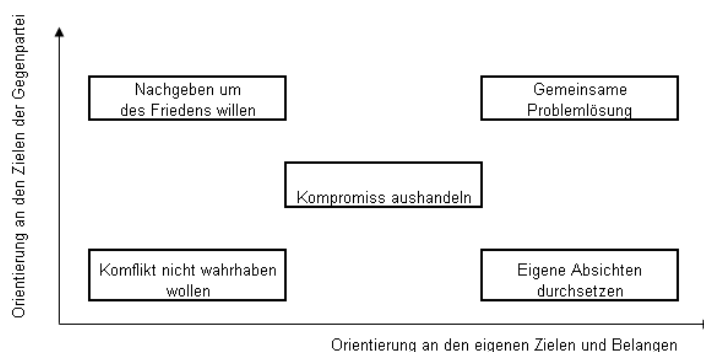 Orientierung an den Zielen der Gegenpartei
Nachgeben um
des Friedens willen
Gemeinsame
Problemlösung
Kompromiss aushandeln
Komflikt nicht wahrhaben
wollen
Eigene Absichten
durchsetzen
Orientierung an den eigenen Zielen und Belangen